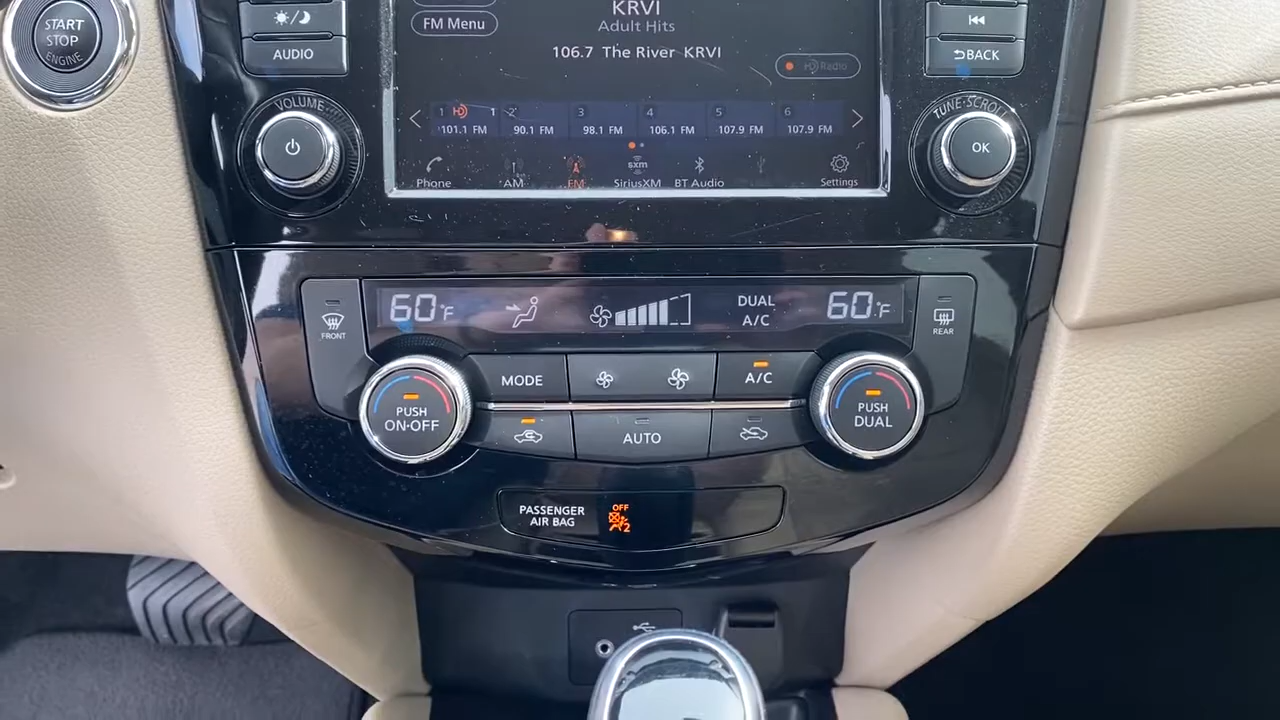 START
STOP
ENGINE
AUDIO
VOLUME
FM Menu
KRVI
Adult Hits
106.7 The River KRVI
HD Radio
BACK
TUNE·SCROLL
OK
1 HD 1
101.1 FM
2
90.1 FM
3
98.1 FM
4
106.1 FM
5
107.9 FM
6
107.9 FM
Phone
AM
FM
sxm
SiriusXM
BT Audio
Settings
FRONT
60°F
DUAL
A/C
60°F
REAR
MODE
A/C
PUSH
ON·OFF
AUTO
PUSH
DUAL
PASSENGER
AIR BAG
OFF
2